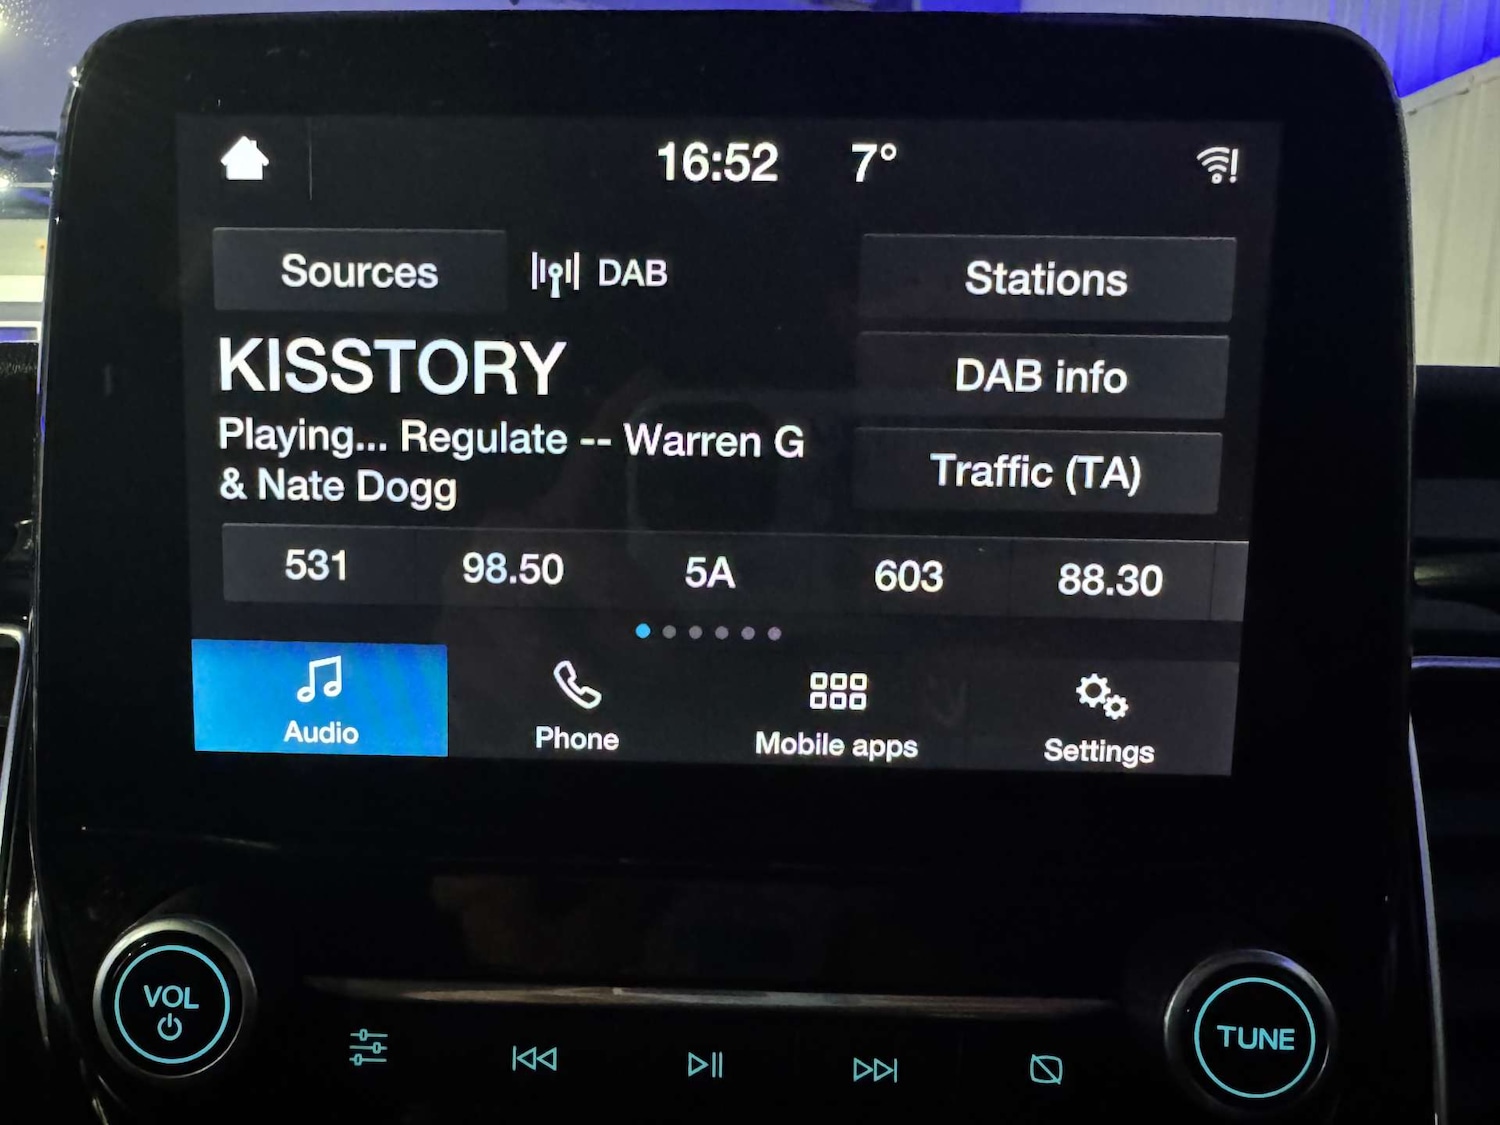 16:52 7°
Sources DAB Stations
KISSTORY
DAB info
Playing... Regulate -- Warren G
& Nate Dogg
Traffic (TA)
531 98.50 5A 603 88.30
Audio Phone Mobile apps Settings
VOL
TUNE